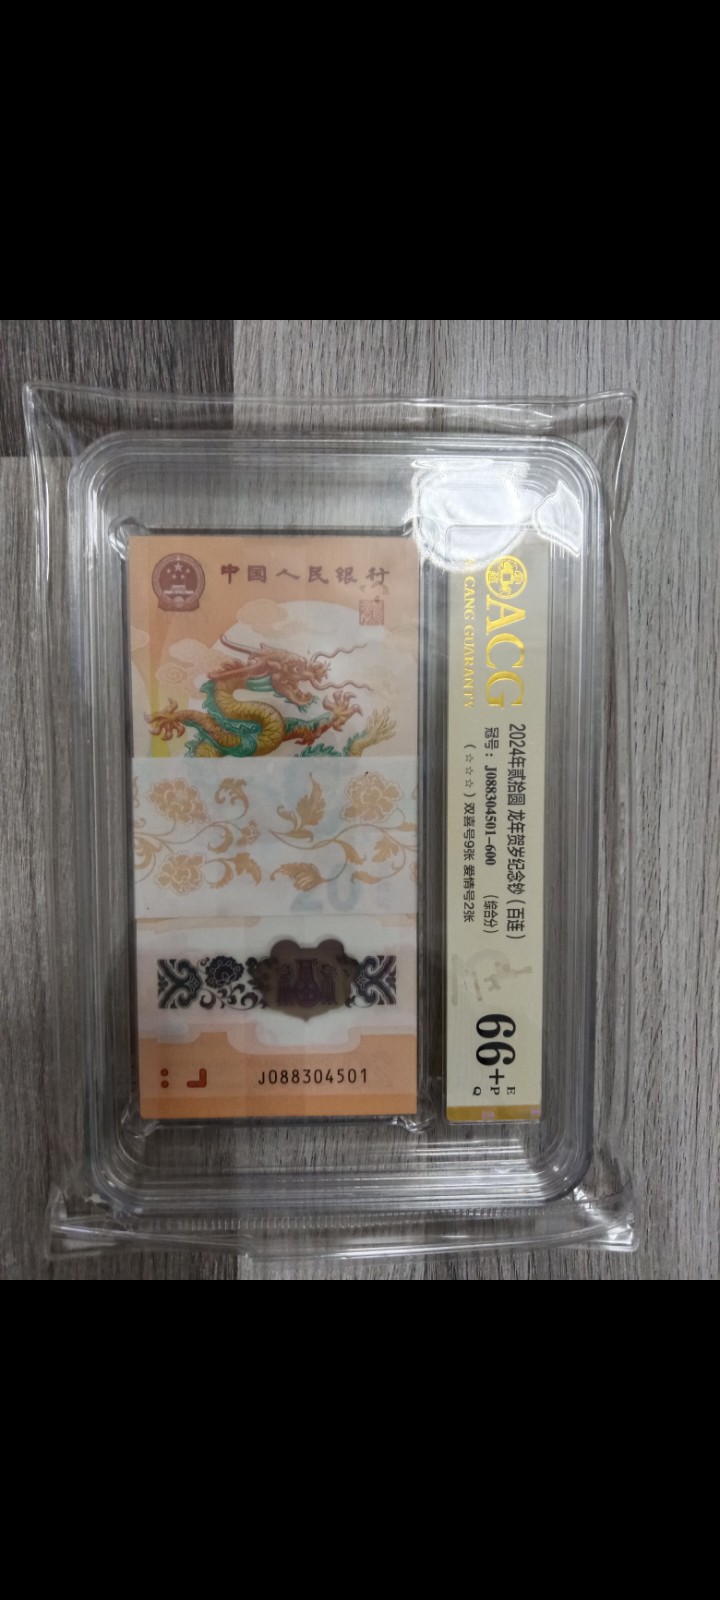 中国人民银行
20
J088304501
ACG
CANG GUARANTY
2024年贰拾圆 龙年贺岁纪念钞（百连）
冠号：J088304501-600 （综合分）
（☆☆☆）双喜号9张 爱情号2张
66+
E
P
Q